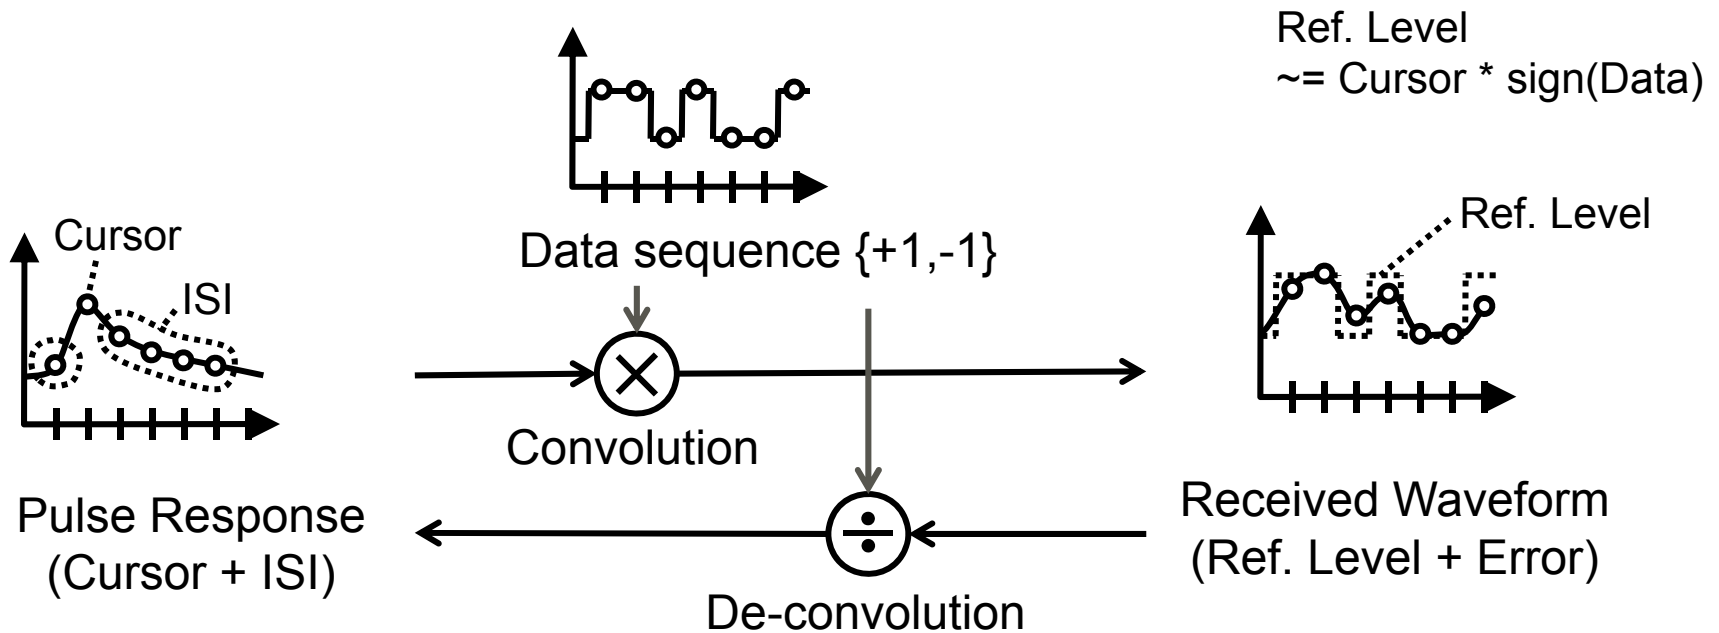 Ref. Level
~= Cursor * sign(Data)
Cursor
ISI
Data sequence {+1,-1}
Ref. Level
Convolution
Pulse Response
(Cursor + ISI)
Received Waveform
(Ref. Level + Error)
De-convolution